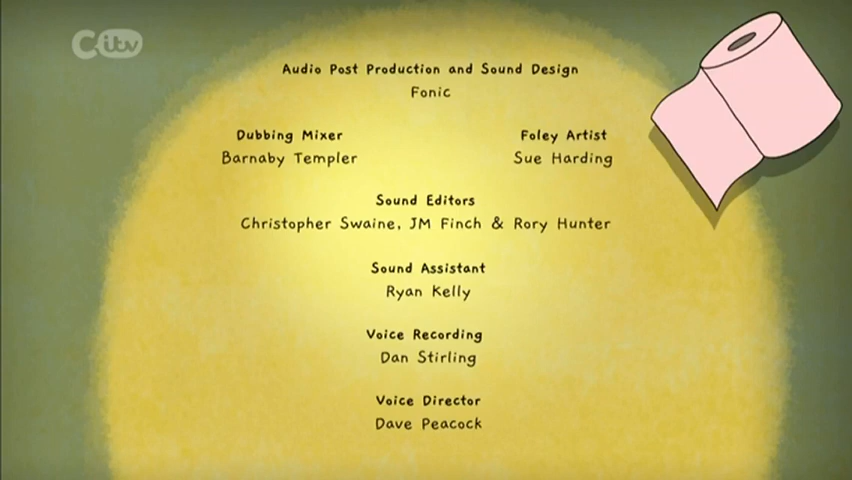 Citv
Audio Post Production and Sound Design
Fonic
Dubbing Mixer
Barnaby Templer
Foley Artist
Sue Harding
Sound Editors
Christopher Swaine, JM Finch & Rory Hunter
Sound Assistant
Ryan Kelly
Voice Recording
Dan Stirling
Voice Director
Dave Peacock